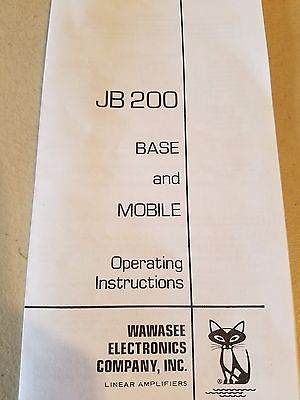 JB 200
BASE
and
MOBILE
Operating
Instructions
WAWASEE
ELECTRONICS
COMPANY, INC.
LINEAR AMPLIFIERS
®